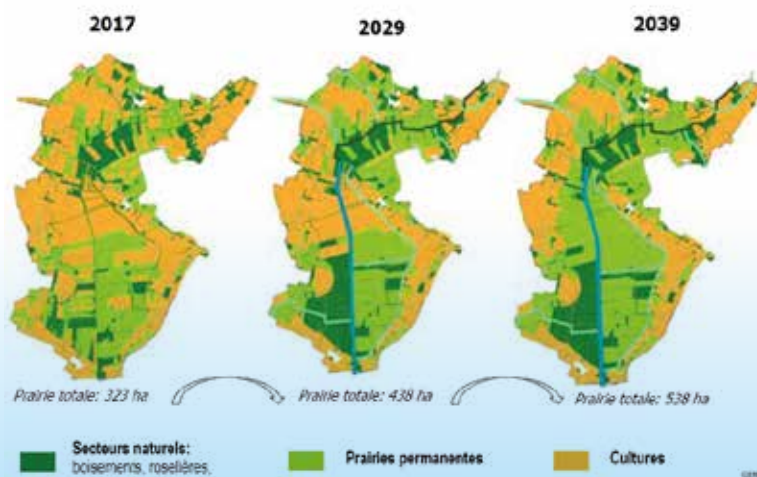 2017
2029
2039
Prairie totale: 323 ha
Prairie totale: 438 ha
Prairie totale: 538 ha
Secteurs naturels:
boisements, roselières,
Prairies permanentes
Cultures